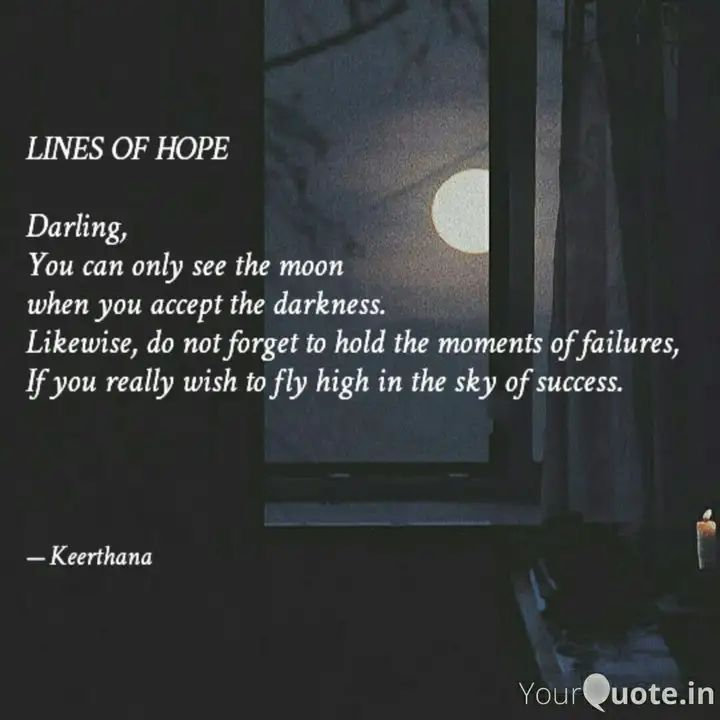 LINES OF HOPE
Darling,
You can only see the moon
when you accept the darkness.
Likewise, do not forget to hold the moments of failures,
If you really wish to fly high in the sky of success.
— Keerthana
YourQuote.in